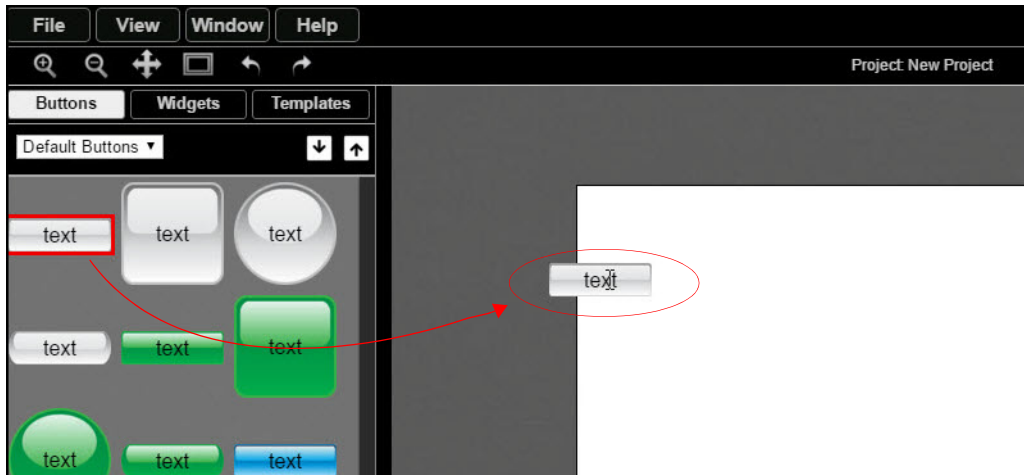 File View Window Help
Project: New Project
Buttons Widgets Templates
Default Buttons
text text text
text
text text text
text text text